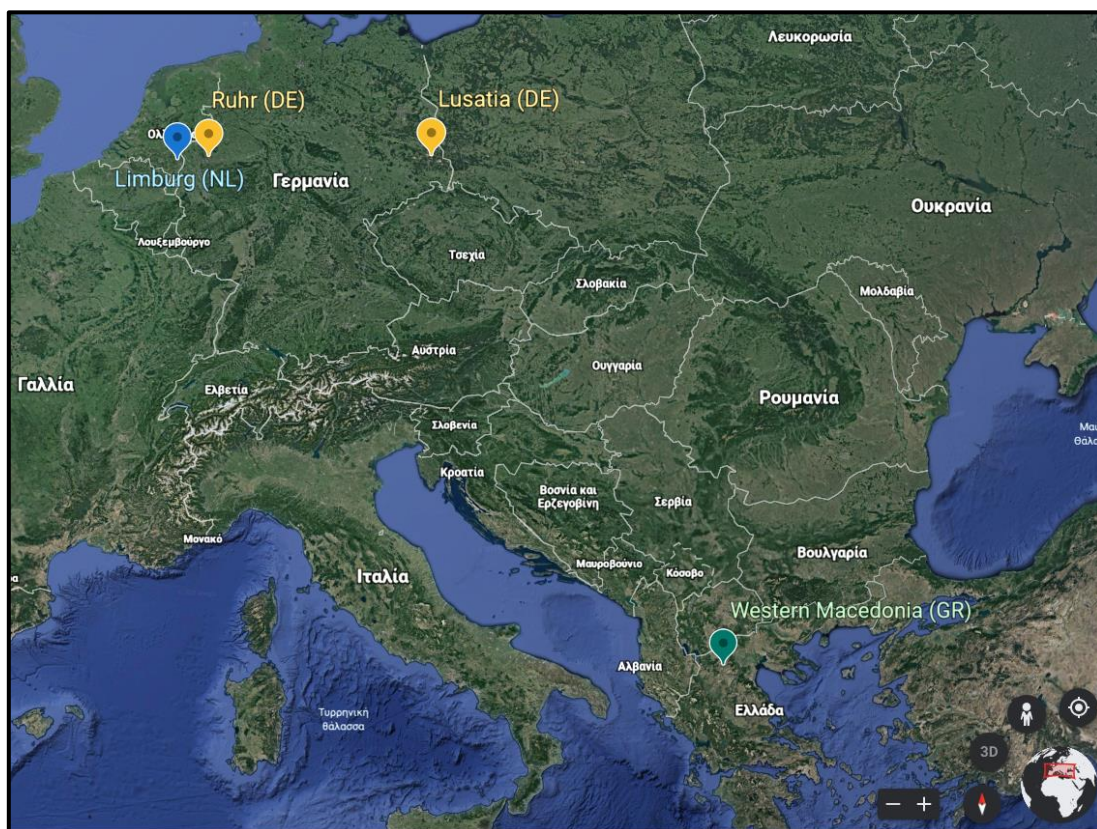 Λευκορωσία
Ruhr (DE)
Lusatia (DE)
Limburg (NL)
Γερμανία
Ουκρανία
Λουξεμβούργο
Τσεχία
Σλοβακία
Μολδαβία
Αυστρία
Ουγγαρία
Γαλλία
Ελβετία
Ρουμανία
Σλοβενία
Κροατία
Βοσνία και
Ερζεγοβίνη
Σερβία
Μονακό
Βουλγαρία
Μαυροβούνιο
Κόσοβο
Ιταλία
Western Macedonia (GR)
Αλβανία
Ελλάδα
Τυρρηνική
θάλασσα
3D